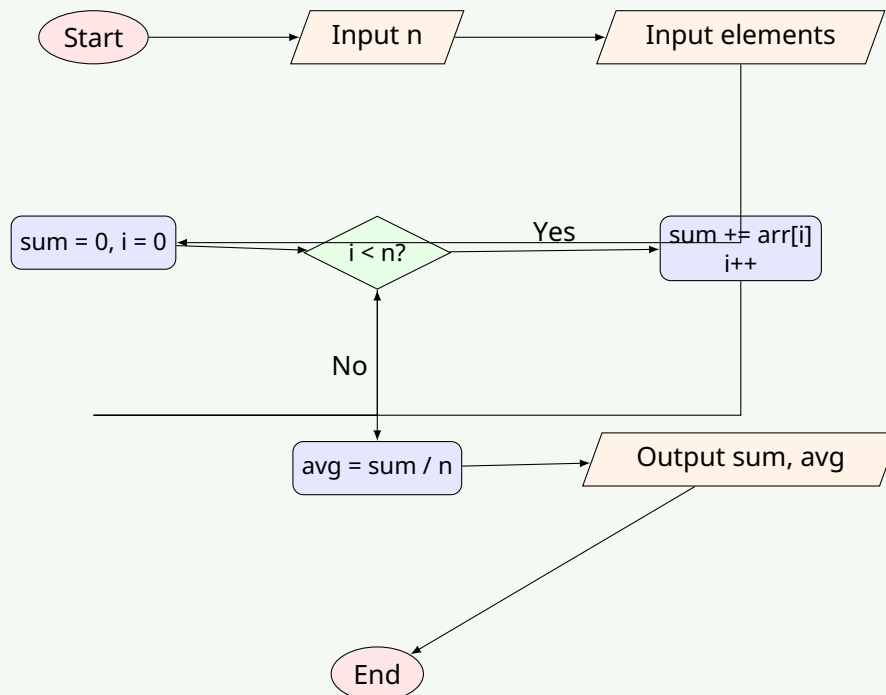 Start
Input n
Input elements
sum = 0, i = 0
i < n?
Yes
sum += arr[i]
i++
No
avg = sum / n
Output sum, avg
End